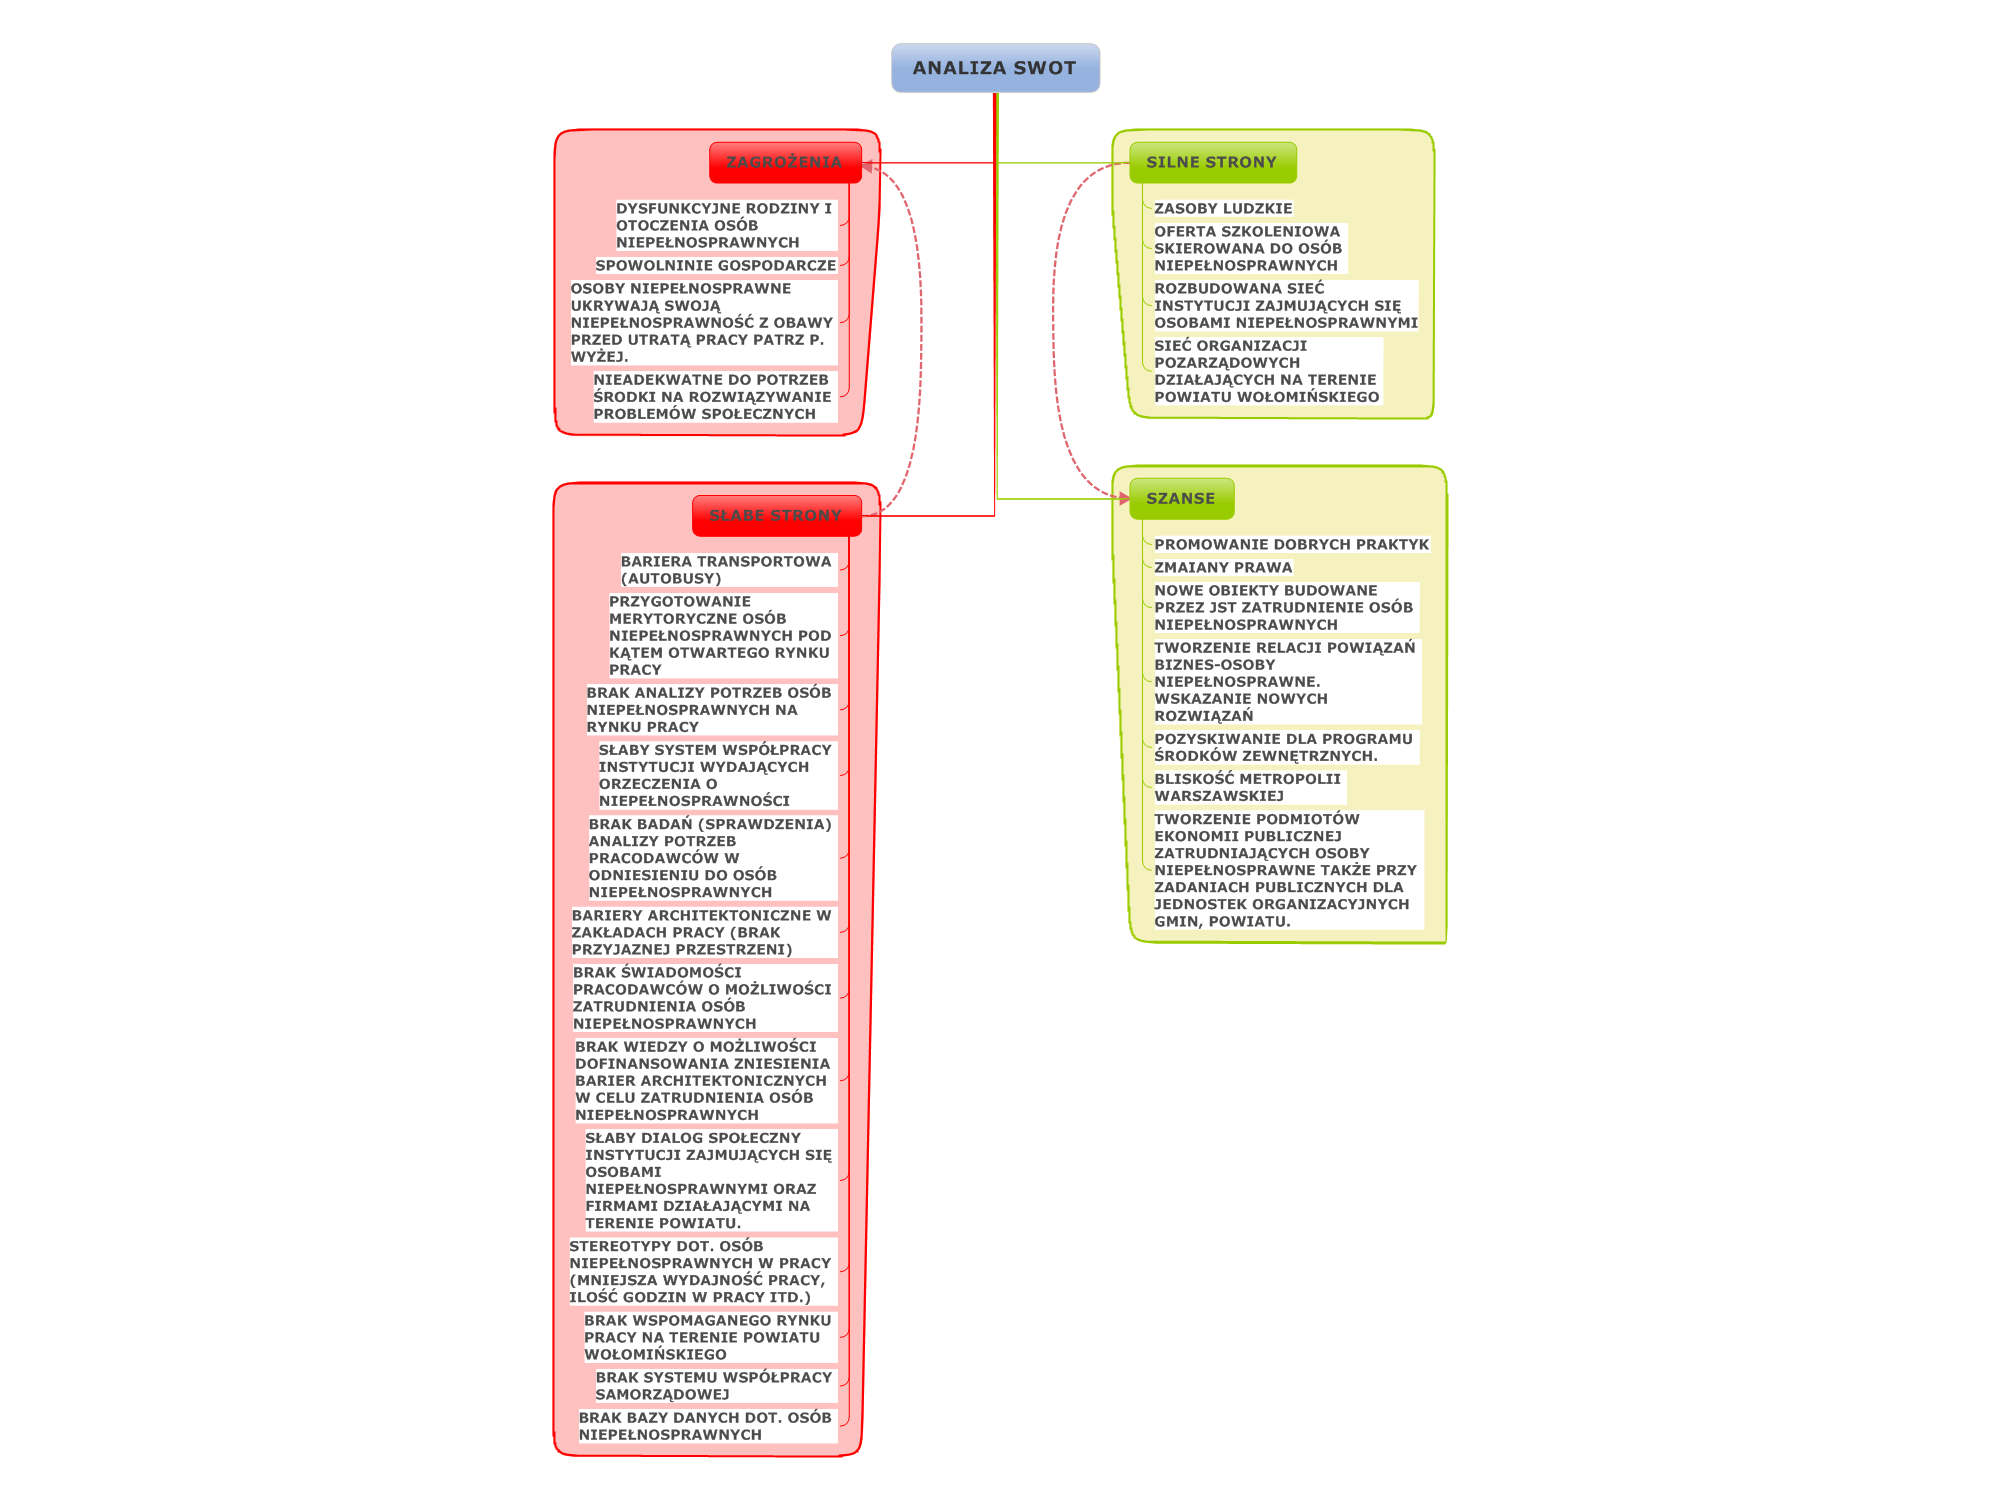 ANALIZA SWOT
ZAGROŻENIA
DYSFUNKCYJNE RODZINY I
OTOCZENIA OSÓB
NIEPEŁNOSPRAWNYCH
SPOWOLNINIE GOSPODARCZE
OSOBY NIEPEŁNOSPRAWNE
UKRYWAJĄ SWOJĄ
NIEPEŁNOSPRAWNOŚĆ Z OBAWY
PRZED UTRATĄ PRACY PATRZ P.
WYŻEJ.
NIEADEKWATNE DO POTRZEB
ŚRODKI NA ROZWIĄZYWANIE
PROBLEMÓW SPOŁECZNYCH
SŁABE STRONY
BARIERA TRANSPORTOWA
(AUTOBUSY)
PRZYGOTOWANIE
MERYTORYCZNE OSÓB
NIEPEŁNOSPRAWNYCH POD
KĄTEM OTWARTEGO RYNKU
PRACY
BRAK ANALIZY POTRZEB OSÓB
NIEPEŁNOSPRAWNYCH NA
RYNKU PRACY
SŁABY SYSTEM WSPÓŁPRACY
INSTYTUCJI WYDAJĄCYCH
ORZECZENIA O
NIEPEŁNOSPRAWNOŚCI
BRAK BADAŃ (SPRAWDZENIA)
ANALIZY POTRZEB
PRACODAWCÓW W
ODNIESIENIU DO OSÓB
NIEPEŁNOSPRAWNYCH
BARIERY ARCHITEKTONICZNE W
ZAKŁADACH PRACY (BRAK
PRZYJAZNEJ PRZESTRZENI)
BRAK ŚWIADOMOŚCI
PRACODAWCÓW O MOŻLIWOŚCI
ZATRUDNIENIA OSÓB
NIEPEŁNOSPRAWNYCH
BRAK WIEDZY O MOŻLIWOŚCI
DOFINANSOWANIA ZNIESIENIA
BARIER ARCHITEKTONICZNYCH
W CELU ZATRUDNIENIA OSÓB
NIEPEŁNOSPRAWNYCH
SŁABY DIALOG SPOŁECZNY
INSTYTUCJI ZAJMUJĄCYCH SIĘ
OSOBAMI
NIEPEŁNOSPRAWNYMI ORAZ
FIRMAMI DZIAŁAJĄCYMI NA
TERENIE POWIATU.
STEREOTYPY DOT. OSÓB
NIEPEŁNOSPRAWNYCH W PRACY
(MNIEJSZA WYDAJNOŚĆ PRACY,
ILOŚĆ GODZIN W PRACY ITD.)
BRAK WSPOMAGANEGO RYNKU
PRACY NA TERENIE POWIATU
WOŁOMIŃSKIEGO
BRAK SYSTEMU WSPÓŁPRACY
SAMORZĄDOWEJ
BRAK BAZY DANYCH DOT. OSÓB
NIEPEŁNOSPRAWNYCH
SILNE STRONY
ZASOBY LUDZKIE
OFERTA SZKOLENIOWA
SKIEROWANA DO OSÓB
NIEPEŁNOSPRAWNYCH
ROZBUDOWANA SIEĆ
INSTYTUCJI ZAJMUJĄCYCH SIĘ
OSOBAMI NIEPEŁNOSPRAWNYMI
SIEĆ ORGANIZACJI
POZARZĄDOWYCH
DZIAŁAJĄCYCH NA TERENIE
POWIATU WOŁOMIŃSKIEGO
SZANSE
PROMOWANIE DOBRYCH PRAKTYK
ZMAIANY PRAWA
NOWE OBIEKTY BUDOWANE
PRZEZ JST ZATRUDNIENIE OSÓB
NIEPEŁNOSPRAWNYCH
TWORZENIE RELACJI POWIĄZAŃ
BIZNES-OSOBY
NIEPEŁNOSPRAWNE.
WSKAZANIE NOWYCH
ROZWIĄZAŃ
POZYSKIWANIE DLA PROGRAMU
ŚRODKÓW ZEWNĘTRZNYCH.
BLISKOŚĆ METROPOLII
WARSZAWSKIEJ
TWORZENIE PODMIOTÓW
EKONOMII PUBLICZNEJ
ZATRUDNIAJĄCYCH OSOBY
NIEPEŁNOSPRAWNE TAKŻE PRZY
ZADANIACH PUBLICZNYCH DLA
JEDNOSTEK ORGANIZACYJNYCH
GMIN, POWIATU.